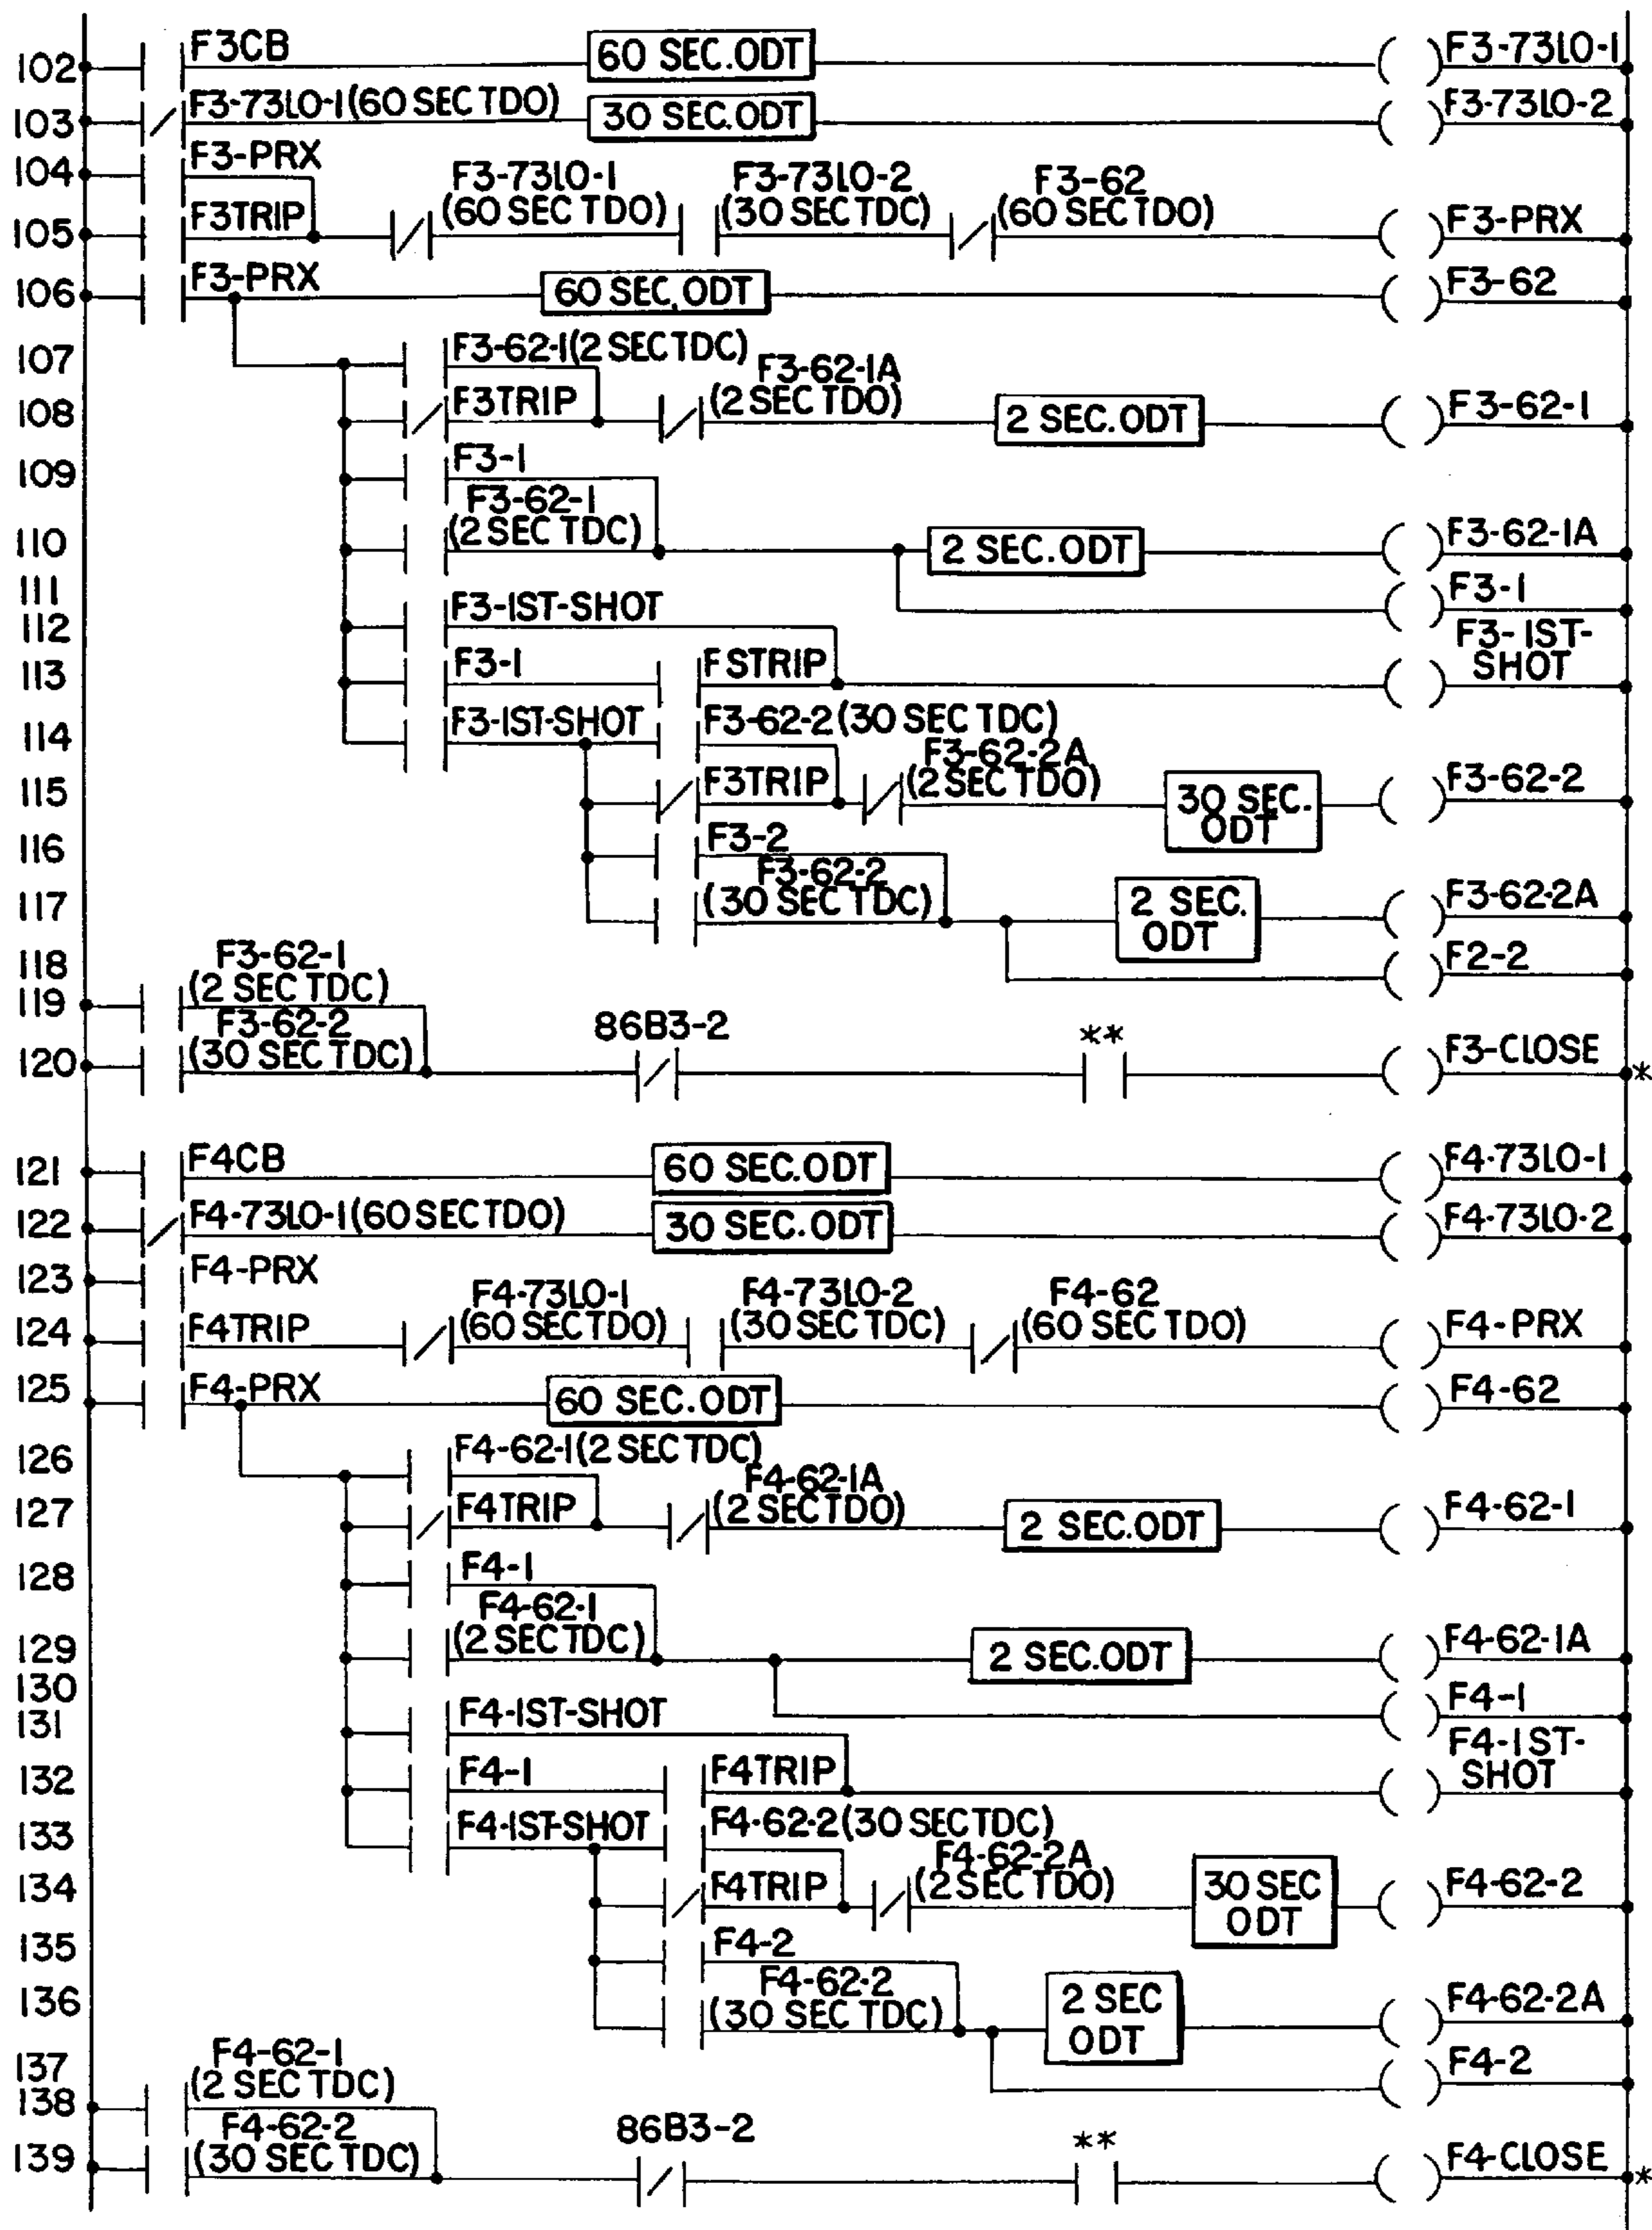 102 F3CB 60 SEC.ODT F3-73LO-1
103 F3-73LO-1(60 SEC TDO) 30 SEC.ODT F3-73LO-2
104 F3-PRX
F3-73LO-1 F3-73LO-2 F3-62
105 F3TRIP (60 SEC TDO) (30 SEC TDC) (60 SEC TDO) F3-PRX
106 F3-PRX 60 SEC.ODT F3-62
107 F3-62-1(2 SEC TDC)
F3-62-1A
108 F3TRIP (2 SEC TDO) 2 SEC.ODT F3-62-1
109 F3-1
F3-62-1
110 (2 SEC TDC) 2 SEC.ODT F3-62-1A
111 F3-1
112 F3-1ST-SHOT F3-1ST-
113 F3-1 FSTRIP SHOT
114 F3-1ST-SHOT F3-62-2(30 SEC TDC)
F3-62-2A
115 F3TRIP (2 SEC TDO) 30 SEC. F3-62-2
ODT
116 F3-2
F3-62-2
117 (30 SEC TDC) 2 SEC. F3-62-2A
ODT
118 F2-2
F3-62-1
119 (2 SEC TDC)
F3-62-2 86B3-2 **
120 (30 SEC TDC) F3-CLOSE *
121 F4CB 60 SEC.ODT F4-73LO-1
122 F4-73LO-1(60 SEC TDO) 30 SEC.ODT F4-73LO-2
123 F4-PRX
F4-73LO-1 F4-73LO-2 F4-62
124 F4TRIP (60 SEC TDO) (30 SEC TDC) (60 SEC TDO) F4-PRX
125 F4-PRX 60 SEC.ODT F4-62
126 F4-62-1(2 SEC TDC)
F4-62-1A
127 F4TRIP (2 SEC TDO) 2 SEC.ODT F4-62-1
128 F4-1
F4-62-1
129 (2 SEC TDC) 2 SEC.ODT F4-62-1A
130 F4-1
131 F4-1ST-SHOT F4-1ST-
132 F4-1 F4TRIP SHOT
133 F4-1ST-SHOT F4-62-2(30 SEC TDC)
F4-62-2A
134 F4TRIP (2 SEC TDO) 30 SEC F4-62-2
ODT
135 F4-2
F4-62-2
136 (30 SEC TDC) 2 SEC F4-62-2A
ODT
F4-62-1
137 (2 SEC TDC) F4-2
138 F4-62-2 86B3-2 **
139 (30 SEC TDC) F4-CLOSE *